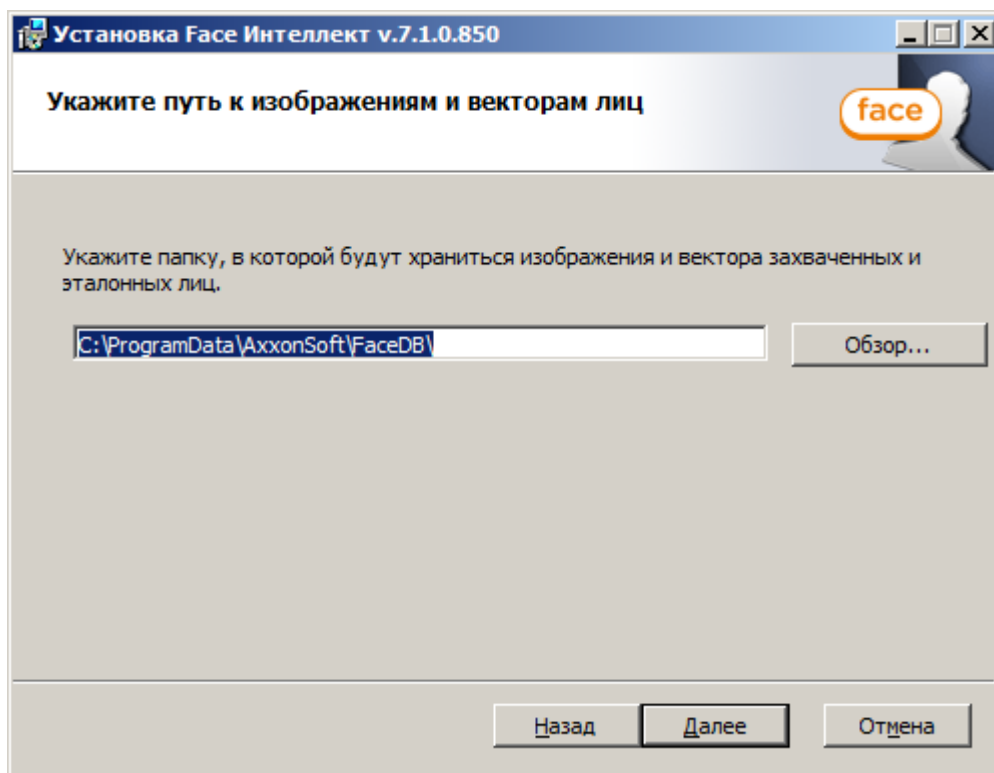 Установка Face Интеллект v.7.1.0.850
Укажите путь к изображениям и векторам лиц
face
Укажите папку, в которой будут храниться изображения и вектора захваченных и
эталонных лиц.
C:\ProgramData\AxxonSoft\FaceDB\
Обзор...
Назад
Далее
Отмена